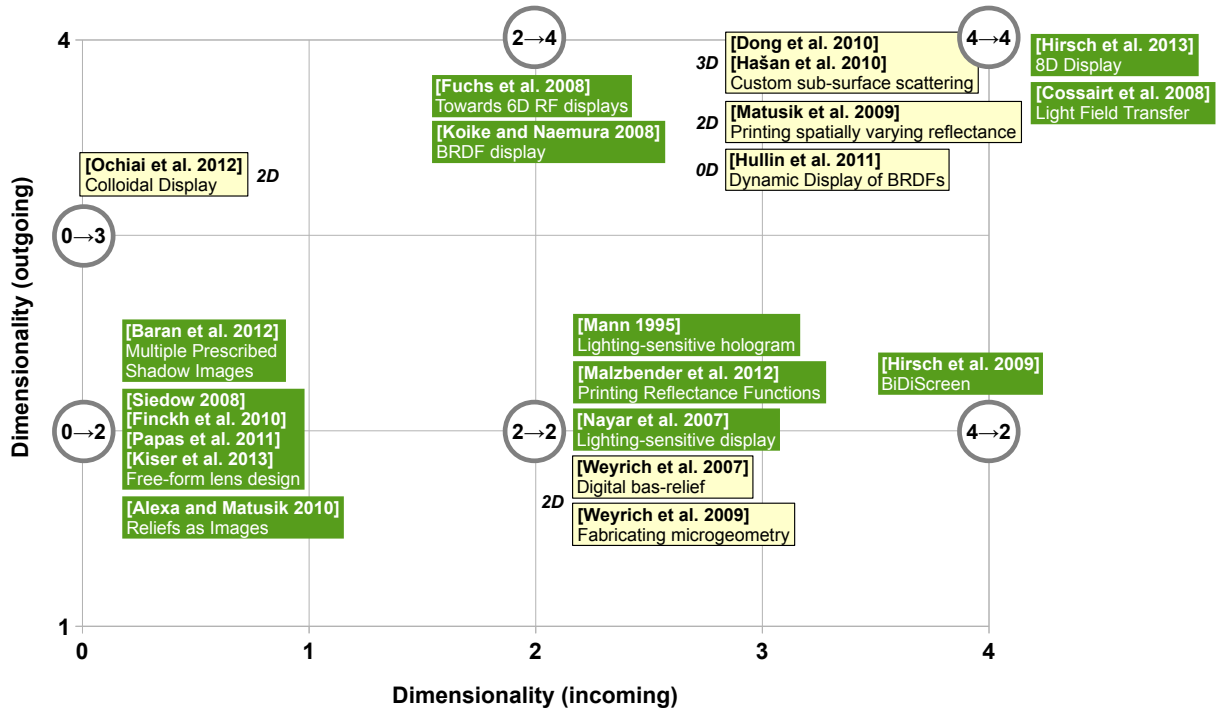 4
2→4
4→4
[Fuchs et al. 2008]
Towards 6D RF displays
[Koike and Naemura 2008]
BRDF display
3D
[Dong et al. 2010]
[Hašan et al. 2010]
Custom sub-surface scattering
2D
[Matusik et al. 2009]
Printing spatially varying reflectance
0D
[Hullin et al. 2011]
Dynamic Display of BRDFs
[Hirsch et al. 2013]
8D Display
[Cossairt et al. 2008]
Light Field Transfer
[Ochiai et al. 2012]
Colloidal Display
2D
0→3
Dimensionality (outgoing)
[Baran et al. 2012]
Multiple Prescribed
Shadow Images
0→2
[Siedow 2008]
[Finckh et al. 2010]
[Papas et al. 2011]
[Kiser et al. 2013]
Free-form lens design
[Alexa and Matusik 2010]
Reliefs as Images
2→2
[Mann 1995]
Lighting-sensitive hologram
[Malzbender et al. 2012]
Printing Reflectance Functions
[Nayar et al. 2007]
Lighting-sensitive display
2D
[Weyrich et al. 2007]
Digital bas-relief
[Weyrich et al. 2009]
Fabricating microgeometry
[Hirsch et al. 2009]
BiDiScreen
4→2
1
0
1
2
3
4
Dimensionality (incoming)